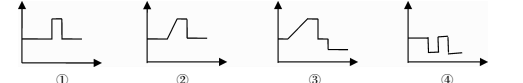 ① ② ③ ④